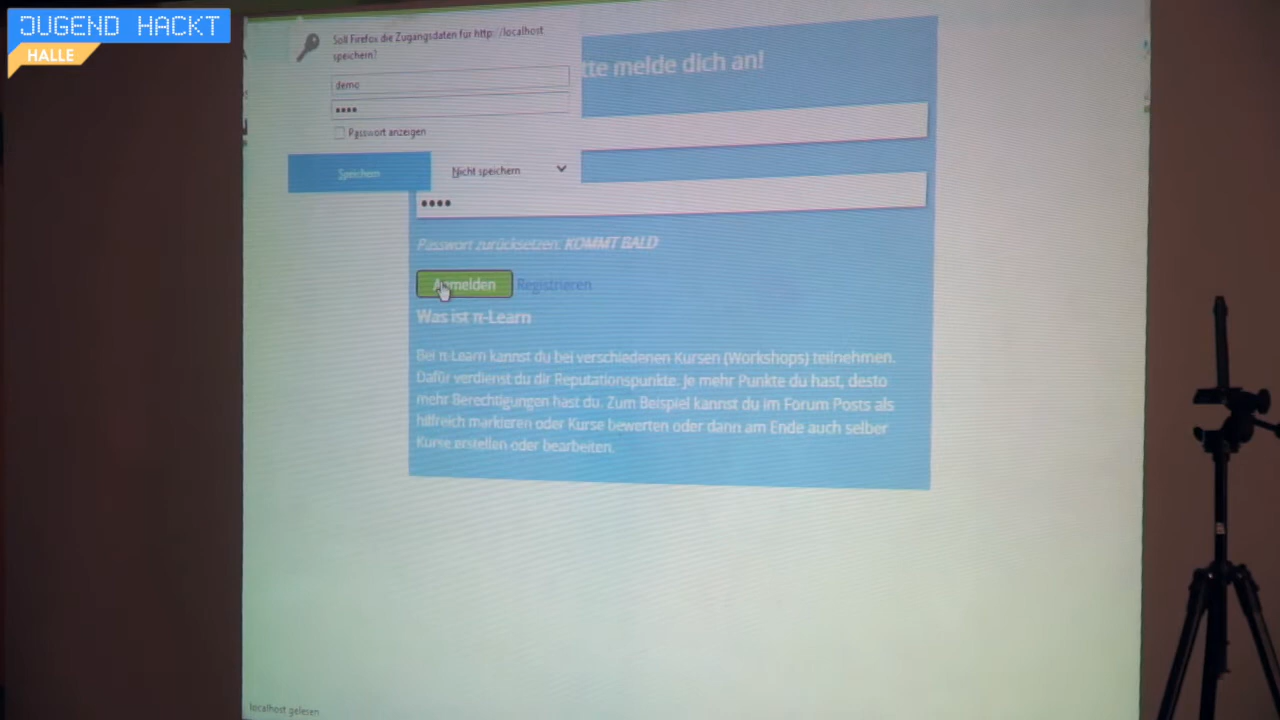 JUGEND HACKT
HALLE
Soll Firefox die Zugangsdaten für http://localhost
speichern?
demo
••••
Passwort anzeigen
Speichern
Nicht speichern
tte melde dich an!
••••
Passwort zurücksetzen: KOMMT BALD
Anmelden Registrieren
Was ist π-Learn
Bei π-Learn kannst du bei verschiedenen Kursen (Workshops) teilnehmen.
Dafür verdienst du dir Reputationspunkte. Je mehr Punkte du hast, desto
mehr Berechtigungen hast du. Zum Beispiel kannst du im Forum Posts als
hilfreich markieren oder Kurse bewerten oder dann am Ende auch selber
Kurse erstellen oder bearbeiten.
localhost gelesen